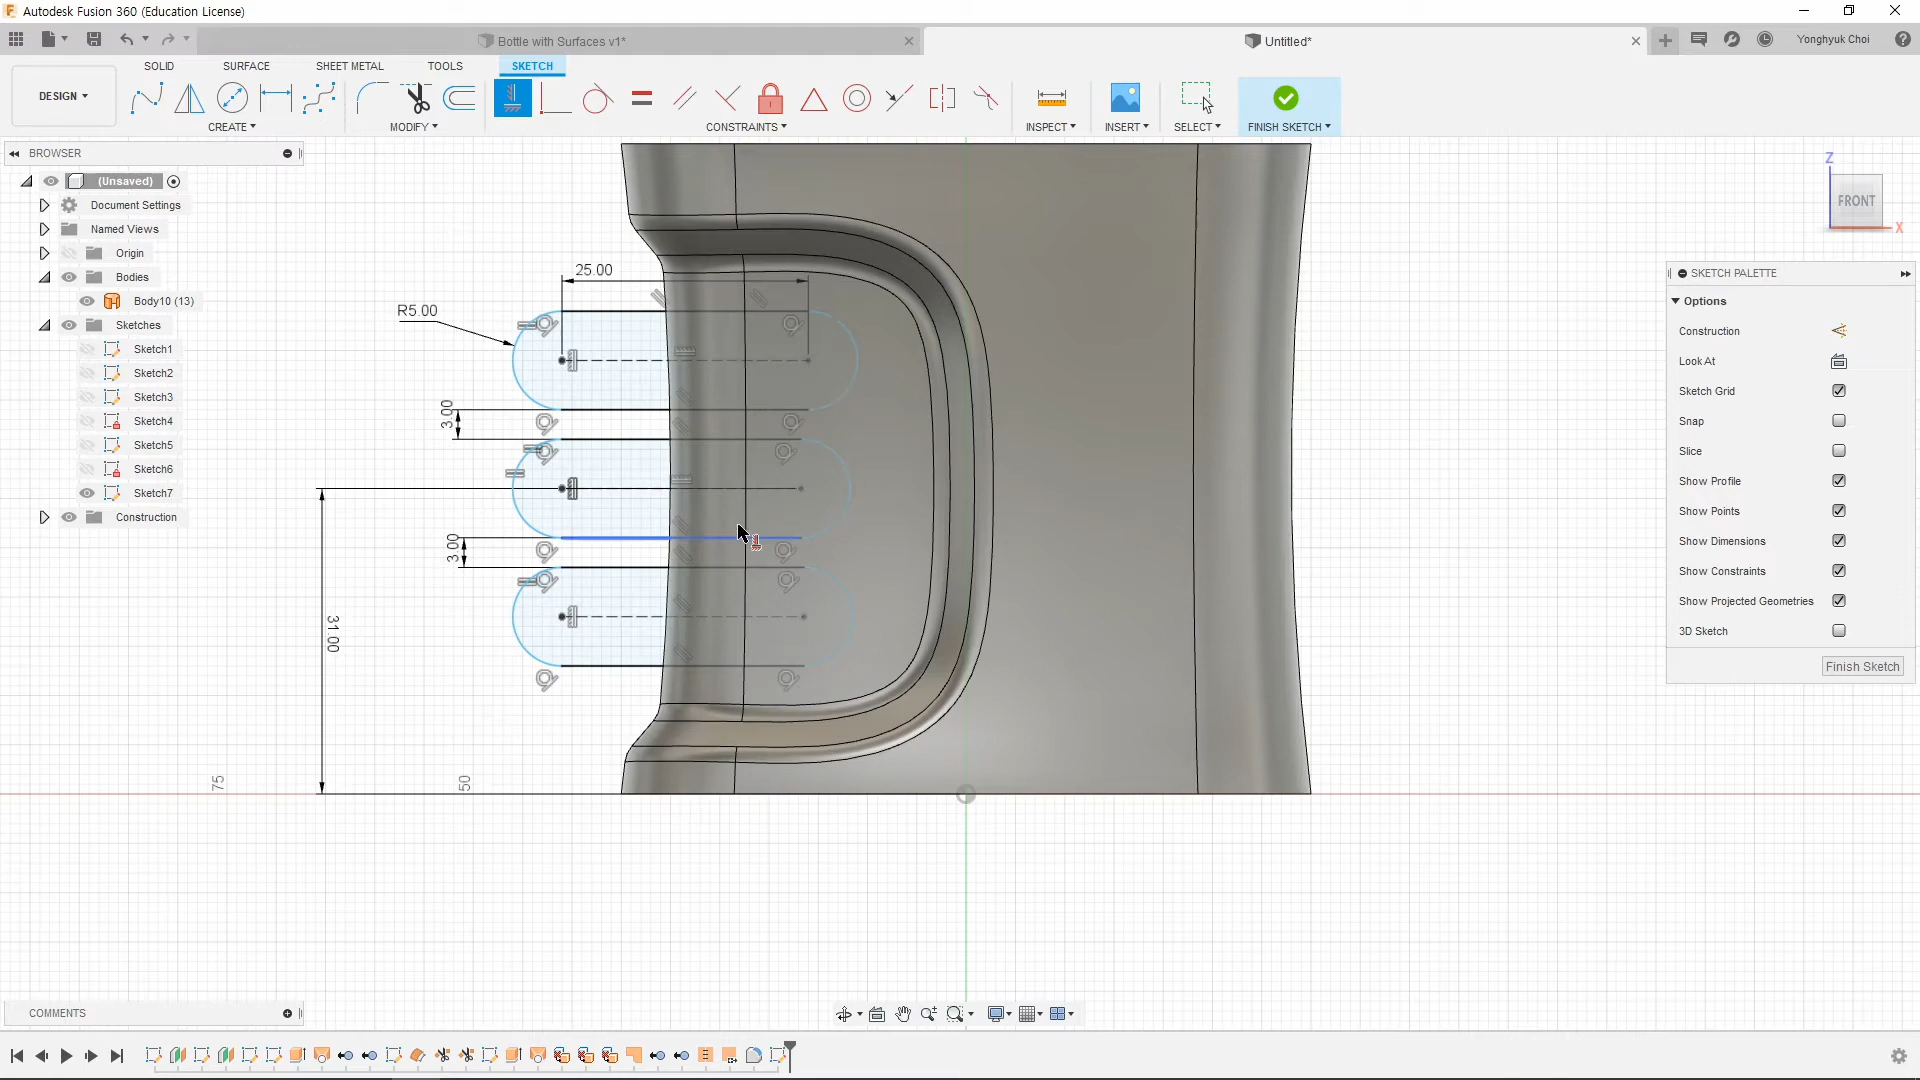 Autodesk Fusion 360 (Education License)
Bottle with Surfaces v1*
Untitled*
Yonghyuk Choi
SOLID
SURFACE
SHEET METAL
TOOLS
SKETCH
DESIGN
CREATE
MODIFY
CONSTRAINTS
INSPECT
INSERT
SELECT
FINISH SKETCH
BROWSER
(Unsaved)
Document Settings
Named Views
Origin
Bodies
Body10 (13)
Sketches
Sketch1
Sketch2
Sketch3
Sketch4
Sketch5
Sketch6
Sketch7
Construction
25.00
R5.00
3.00
3.00
31.00
75
50
Z
FRONT
X
SKETCH PALETTE
Options
Construction
Look At
Sketch Grid
Snap
Slice
Show Profile
Show Points
Show Dimensions
Show Constraints
Show Projected Geometries
3D Sketch
Finish Sketch
COMMENTS